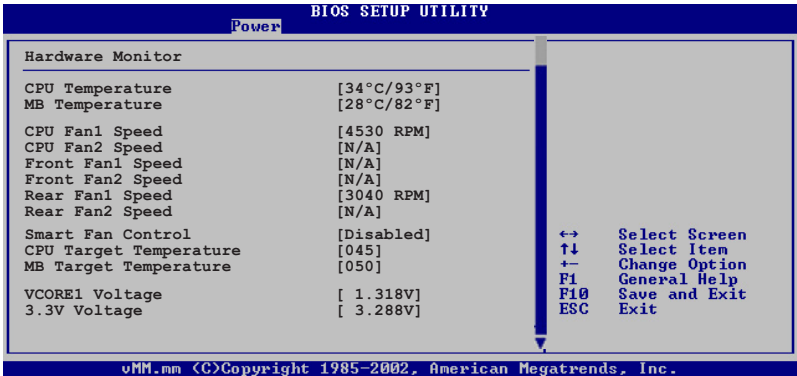 BIOS SETUP UTILITY
Power
Hardware Monitor
CPU Temperature [34°C/93°F]
MB Temperature [28°C/82°F]
CPU Fan1 Speed [4530 RPM]
CPU Fan2 Speed [N/A]
Front Fan1 Speed [N/A]
Front Fan2 Speed [N/A]
Rear Fan1 Speed [3040 RPM]
Rear Fan2 Speed [N/A]
Smart Fan Control [Disabled]
CPU Target Temperature [045]
MB Target Temperature [050]
VCORE1 Voltage [ 1.318V]
3.3V Voltage [ 3.288V]
←→ Select Screen
↑↓ Select Item
+- Change Option
F1 General Help
F10 Save and Exit
ESC Exit
vMM.mm (C)Copyright 1985-2002, American Megatrends, Inc.